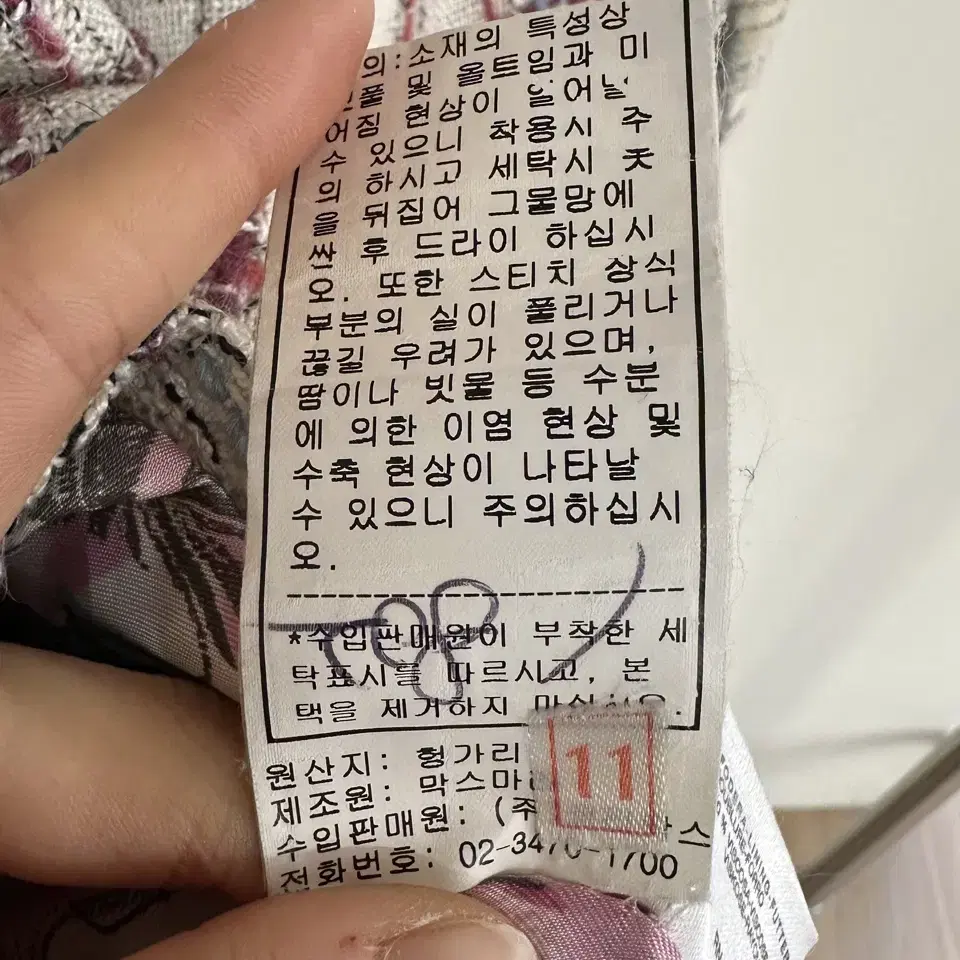 의:소재의 특성상
풀 및 올트임과 미
어짐 현상이 일어날
수 있으니 착용시 주
의 하시고 세탁시 옷
을 뒤집어 그물망에
싼 후 드라이 하십시
오. 또한 스티치 장식
부분의 실이 풀리거나
끊길 우려가 있으며,
땀이나 빗물 등 수분
에 의한 이염 현상 및
수축 현상이 나타날
수 있으니 주의하십시
오.
*수입판매원이 부착한 세
탁표시를 따르시고, 본
택을 제거하지 마십시오.
원산지: 헝가리
제조원: 막스마
수입판매원: (주
전화번호: 02-3470-1700
11